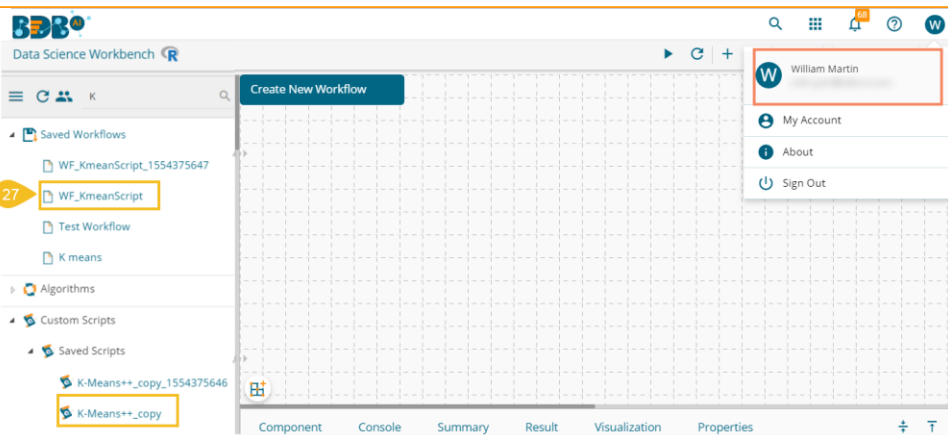 BDB AI
68
W
Data Science Workbench R
William Martin
W
Create New Workflow
K
My Account
Saved Workflows
About
WF_KmeanScript_1554375647
Sign Out
27
WF_KmeanScript
Test Workflow
K means
Algorithms
Custom Scripts
Saved Scripts
K-Means++_copy_1554375646
K-Means++_copy
Component Console Summary Result Visualization Properties